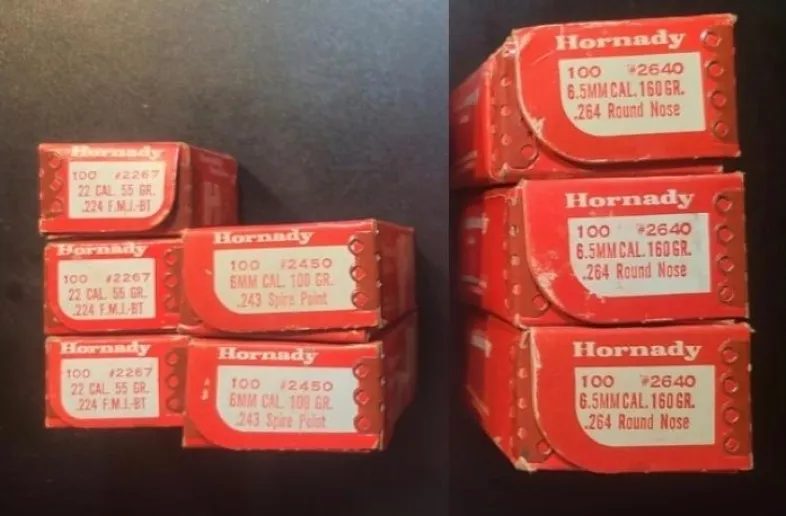 Hornady
100 #2267
22 CAL. 55 GR.
.224 F.M.J.-BT
Hornady
100 #2267
22 CAL. 55 GR.
.224 F.M.J.-BT
Hornady
100 #2267
22 CAL. 55 GR.
.224 F.M.J.-BT
Hornady
100 #2450
6MM CAL. 100 GR.
.243 Spire Point
Hornady
100 #2450
6MM CAL. 100 GR.
.243 Spire Point
Hornady
100 #2640
6.5MM CAL. 160 GR.
.264 Round Nose
Hornady
100 #2640
6.5MM CAL. 160 GR.
.264 Round Nose
Hornady
100 #2640
6.5MM CAL. 160 GR.
.264 Round Nose